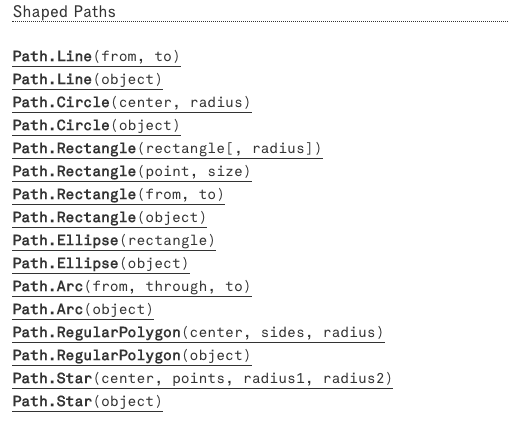 Shaped Paths
Path.Line(from, to)
Path.Line(object)
Path.Circle(center, radius)
Path.Circle(object)
Path.Rectangle(rectangle[, radius])
Path.Rectangle(point, size)
Path.Rectangle(from, to)
Path.Rectangle(object)
Path.Ellipse(rectangle)
Path.Ellipse(object)
Path.Arc(from, through, to)
Path.Arc(object)
Path.RegularPolygon(center, sides, radius)
Path.RegularPolygon(object)
Path.Star(center, points, radius1, radius2)
Path.Star(object)